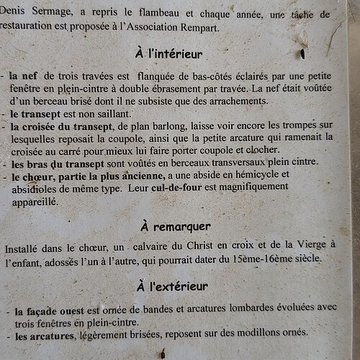 Denis Sermage, a repris le flambeau et chaque année, une tâche de
restauration est proposée à l'Association Rempart.
À l'intérieur
- la nef de trois travées est flanquée de bas-côtés éclairés par une petite
fenêtre en plein-cintre à double ébrasement par travée. La nef était voûtée
d'un berceau brisé dont il ne subsiste que des arrachements.
- le transept est non saillant.
- la croisée du transept, de plan barlong, laisse voir encore les trompes sur
lesquelles reposait la coupole, ainsi que la petite arcature qui ramenait la
croisée au carré pour mieux lui faire porter coupole et clocher.
- les bras du transept sont voûtés en berceaux transversaux plein cintre.
- le chœur, partie la plus ancienne, a une abside en hémicycle et
absidioles de même type. Leur cul-de-four est magnifiquement
appareillé.
À remarquer
Installé dans le chœur, un calvaire du Christ en croix et de la Vierge à
l'enfant, adossés l'un à l'autre, qui pourrait dater du 15ème-16ème siècle.
À l'extérieur
- la façade ouest est ornée de bandes et arcatures lombardes évoluées avec
trois fenêtres en plein-cintre.
- les arcatures, légèrement brisées, reposent sur des modillons ornés.